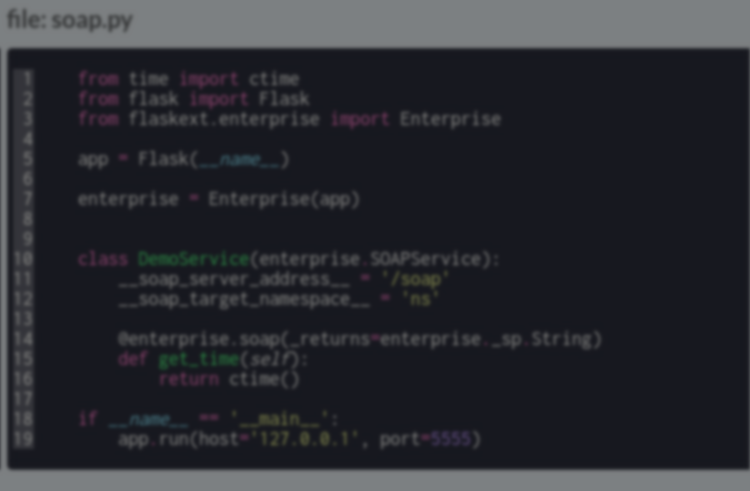 file: soap.py
1 from time import ctime
2 from flask import Flask
3 from flaskext.enterprise import Enterprise
4
5 app = Flask(__name__)
6
7 enterprise = Enterprise(app)
8
9
10 class DemoService(enterprise.SOAPService):
11     __soap_server_address__ = '/soap'
12     __soap_target_namespace__ = 'ns'
13
14     @enterprise.soap(_returns=enterprise._sp.String)
15     def get_time(self):
16         return ctime()
17
18 if __name__ == '__main__':
19     app.run(host='127.0.0.1', port=5555)